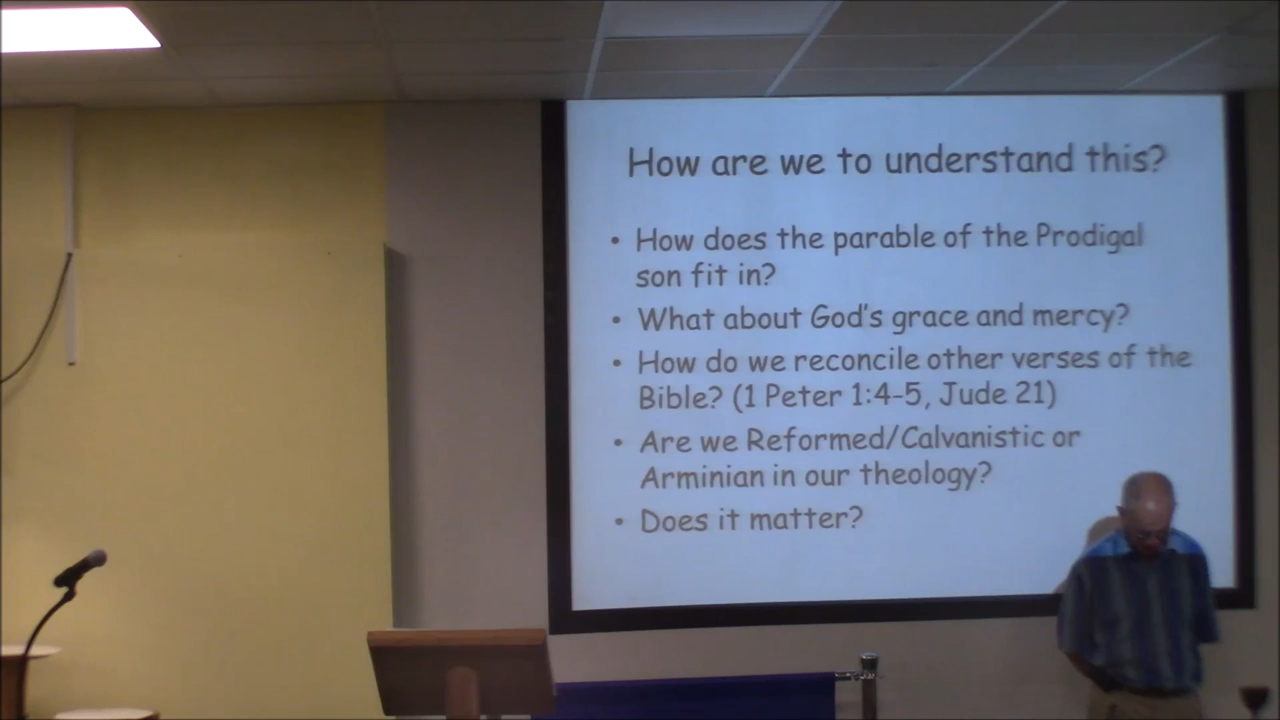 How are we to understand this?
• How does the parable of the Prodigal
son fit in?
• What about God's grace and mercy?
• How do we reconcile other verses of the
Bible? (1 Peter 1:4-5, Jude 21)
• Are we Reformed/Calvanistic or
Arminian in our theology?
• Does it matter?